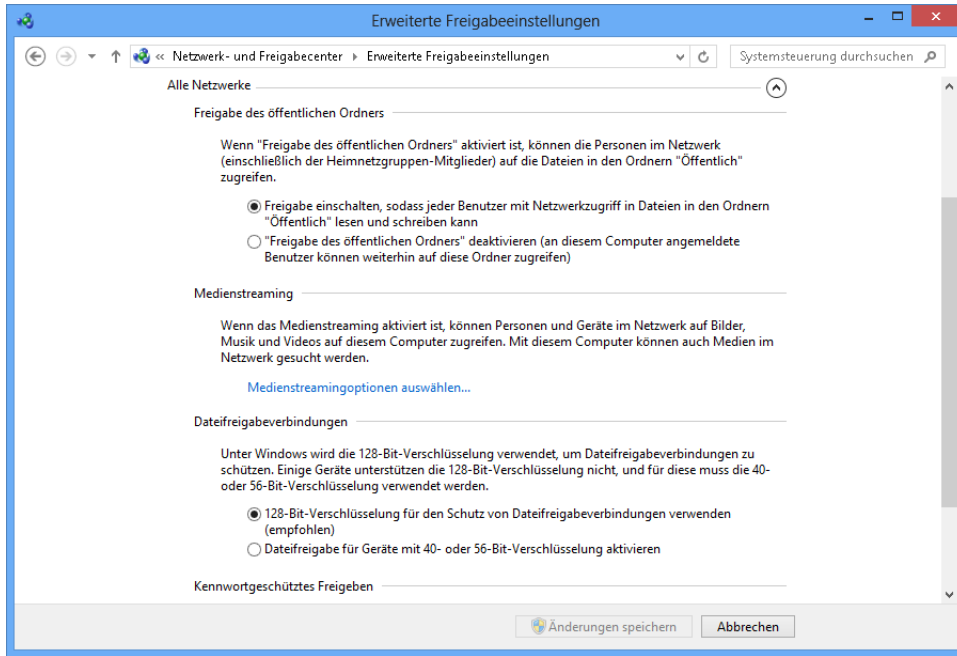 Erweiterte Freigabeeinstellungen
« Netzwerk- und Freigabecenter Erweiterte Freigabeeinstellungen Systemsteuerung durchsuchen
Alle Netzwerke
Freigabe des öffentlichen Ordners
Wenn "Freigabe des öffentlichen Ordners" aktiviert ist, können die Personen im Netzwerk
(einschließlich der Heimnetzgruppen-Mitglieder) auf die Dateien in den Ordnern "Öffentlich"
zugreifen.
Freigabe einschalten, sodass jeder Benutzer mit Netzwerkzugriff in Dateien in den Ordnern
"Öffentlich" lesen und schreiben kann
"Freigabe des öffentlichen Ordners" deaktivieren (an diesem Computer angemeldete
Benutzer können weiterhin auf diese Ordner zugreifen)
Medienstreaming
Wenn das Medienstreaming aktiviert ist, können Personen und Geräte im Netzwerk auf Bilder,
Musik und Videos auf diesem Computer zugreifen. Mit diesem Computer können auch Medien im
Netzwerk gesucht werden.
Medienstreamingoptionen auswählen...
Dateifreigabeverbindungen
Unter Windows wird die 128-Bit-Verschlüsselung verwendet, um Dateifreigabeverbindungen zu
schützen. Einige Geräte unterstützen die 128-Bit-Verschlüsselung nicht, und für diese muss die 40-
oder 56-Bit-Verschlüsselung verwendet werden.
128-Bit-Verschlüsselung für den Schutz von Dateifreigabeverbindungen verwenden
(empfohlen)
Dateifreigabe für Geräte mit 40- oder 56-Bit-Verschlüsselung aktivieren
Kennwortgeschütztes Freigeben
Änderungen speichern Abbrechen